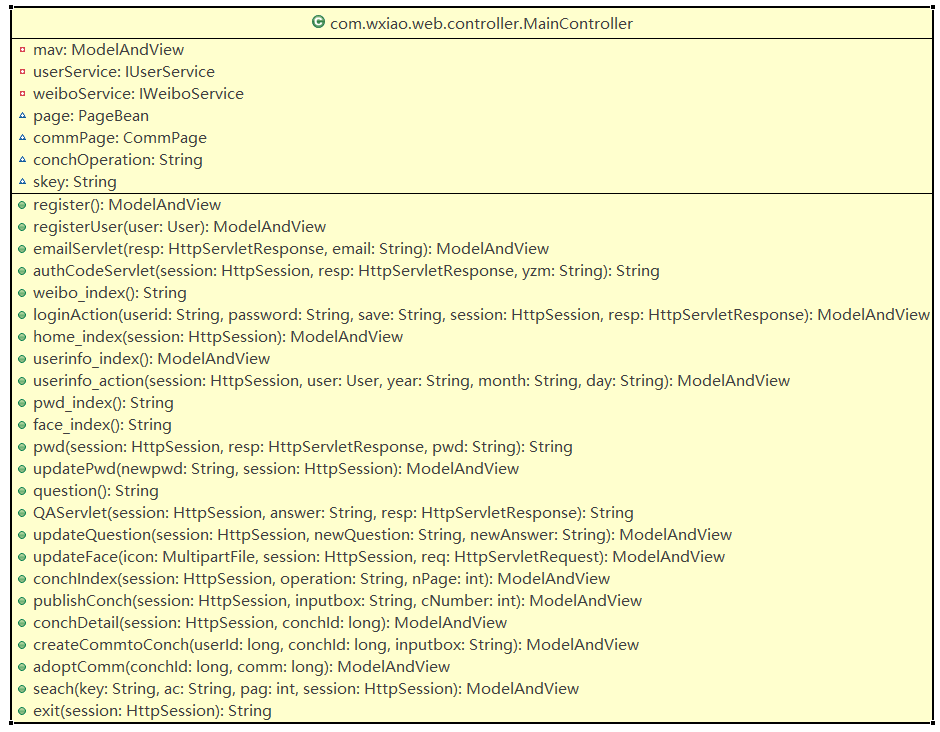 C com.wxiao.web.controller.MainController
mav: ModelAndView
userService: IUserService
weiboService: IWeiboService
page: PageBean
commPage: CommPage
conchOperation: String
skey: String
register(): ModelAndView
registerUser(user: User): ModelAndView
emailServlet(resp: HttpServletResponse, email: String): ModelAndView
authCodeServlet(session: HttpSession, resp: HttpServletResponse, yzm: String): String
weibo_index(): String
loginAction(userid: String, password: String, save: String, session: HttpSession, resp: HttpServletResponse): ModelAndView
home_index(session: HttpSession): ModelAndView
userinfo_index(): ModelAndView
userinfo_action(session: HttpSession, user: User, year: String, month: String, day: String): ModelAndView
pwd_index(): String
face_index(): String
pwd(session: HttpSession, resp: HttpServletResponse, pwd: String): String
updatePwd(newpwd: String, session: HttpSession): ModelAndView
question(): String
QAServlet(session: HttpSession, answer: String, resp: HttpServletResponse): String
updateQuestion(session: HttpSession, newQuestion: String, newAnswer: String): ModelAndView
updateFace(icon: MultipartFile, session: HttpSession, req: HttpServletRequest): ModelAndView
conchIndex(session: HttpSession, operation: String, nPage: int): ModelAndView
publishConch(session: HttpSession, inputbox: String, cNumber: int): ModelAndView
conchDetail(session: HttpSession, conchId: long): ModelAndView
createCommtoConch(userId: long, conchId: long, inputbox: String): ModelAndView
adoptComm(conchId: long, comm: long): ModelAndView
seach(key: String, ac: String, pag: int, session: HttpSession): ModelAndView
exit(session: HttpSession): String